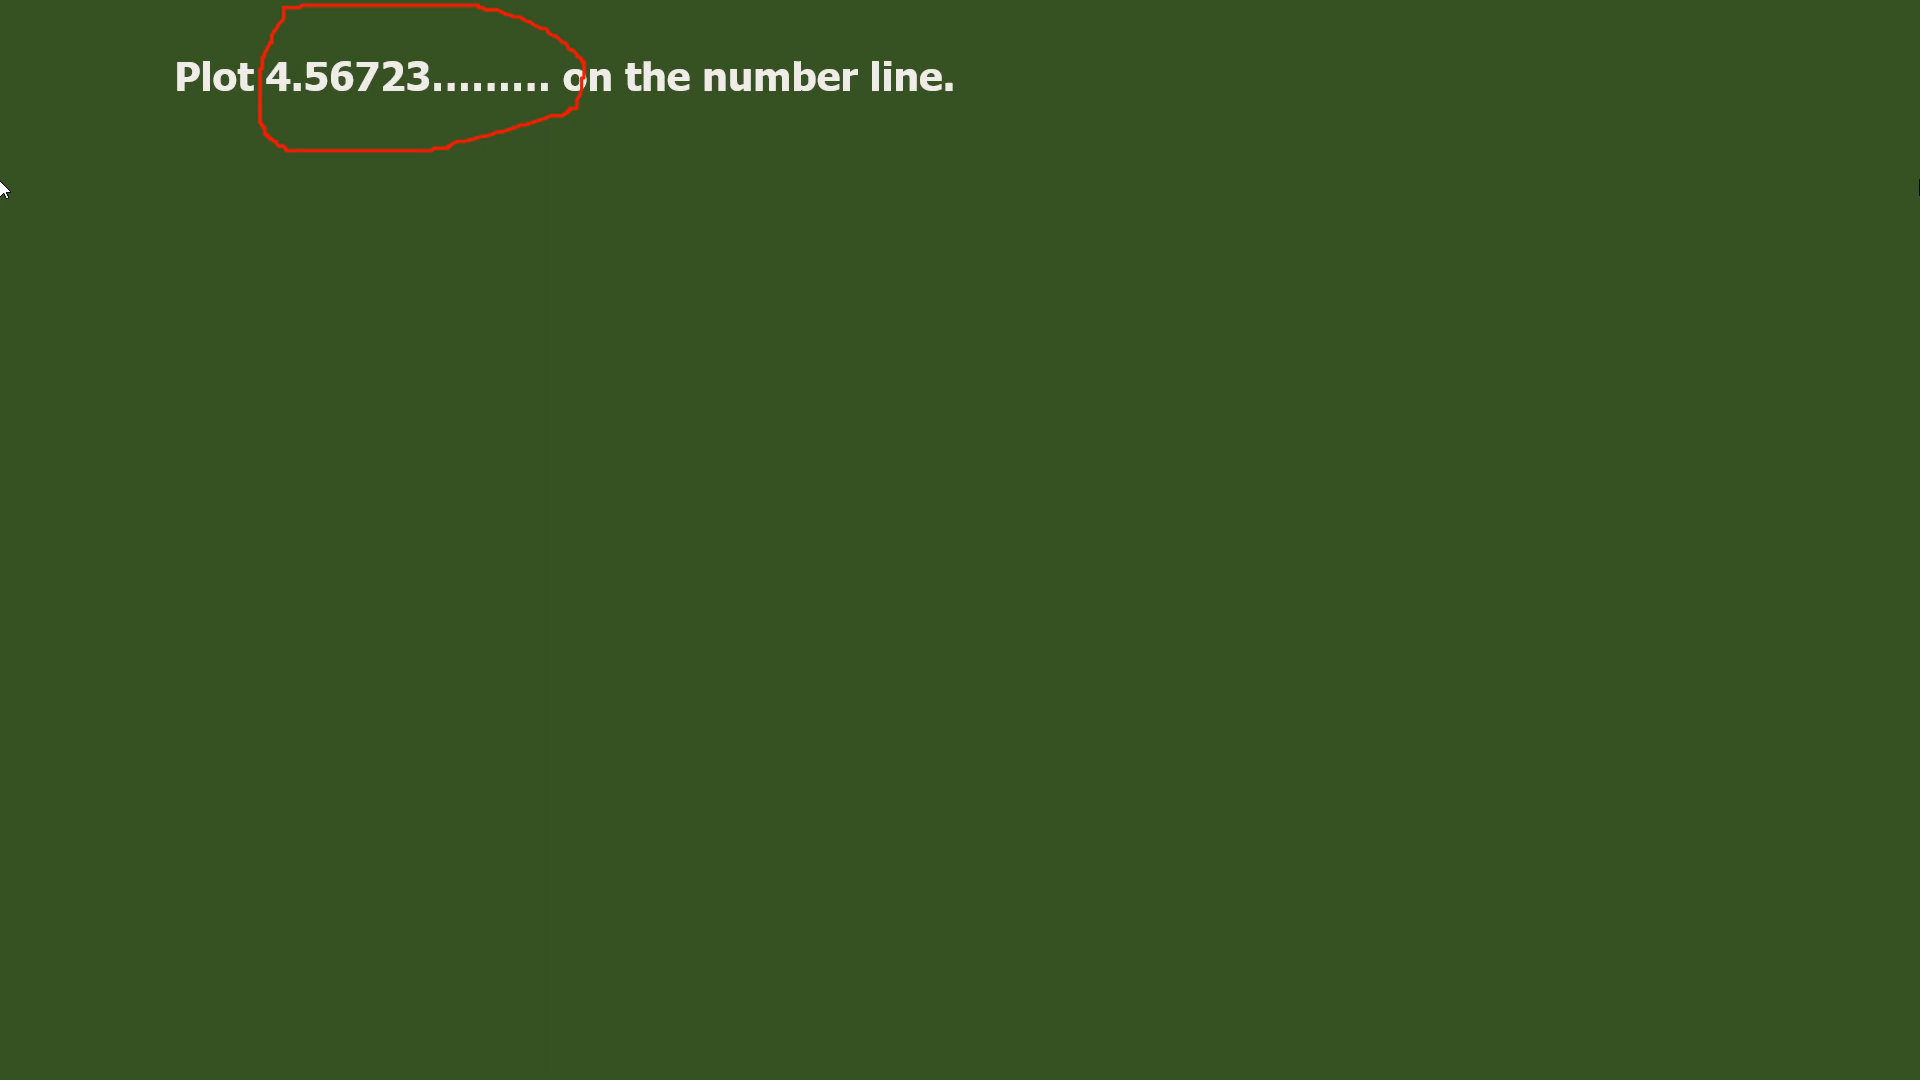 Plot 4.56723......... on the number line.